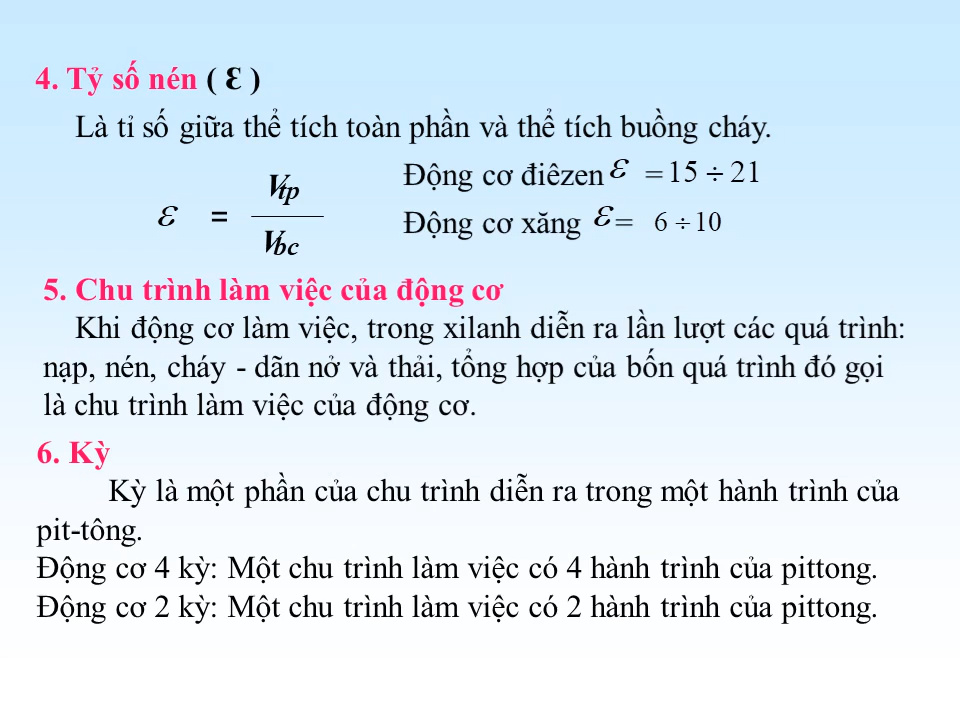 4. Tỷ số nén ( ε )
Là tỉ số giữa thể tích toàn phần và thể tích buồng cháy.
ε = Vtp / Vbc
Động cơ điêzen ε = 15 ÷ 21
Động cơ xăng ε = 6 ÷ 10
5. Chu trình làm việc của động cơ
Khi động cơ làm việc, trong xilanh diễn ra lần lượt các quá trình:
nạp, nén, cháy - dãn nở và thải, tổng hợp của bốn quá trình đó gọi
là chu trình làm việc của động cơ.
6. Kỳ
Kỳ là một phần của chu trình diễn ra trong một hành trình của
pit-tông.
Động cơ 4 kỳ: Một chu trình làm việc có 4 hành trình của pittong.
Động cơ 2 kỳ: Một chu trình làm việc có 2 hành trình của pittong.